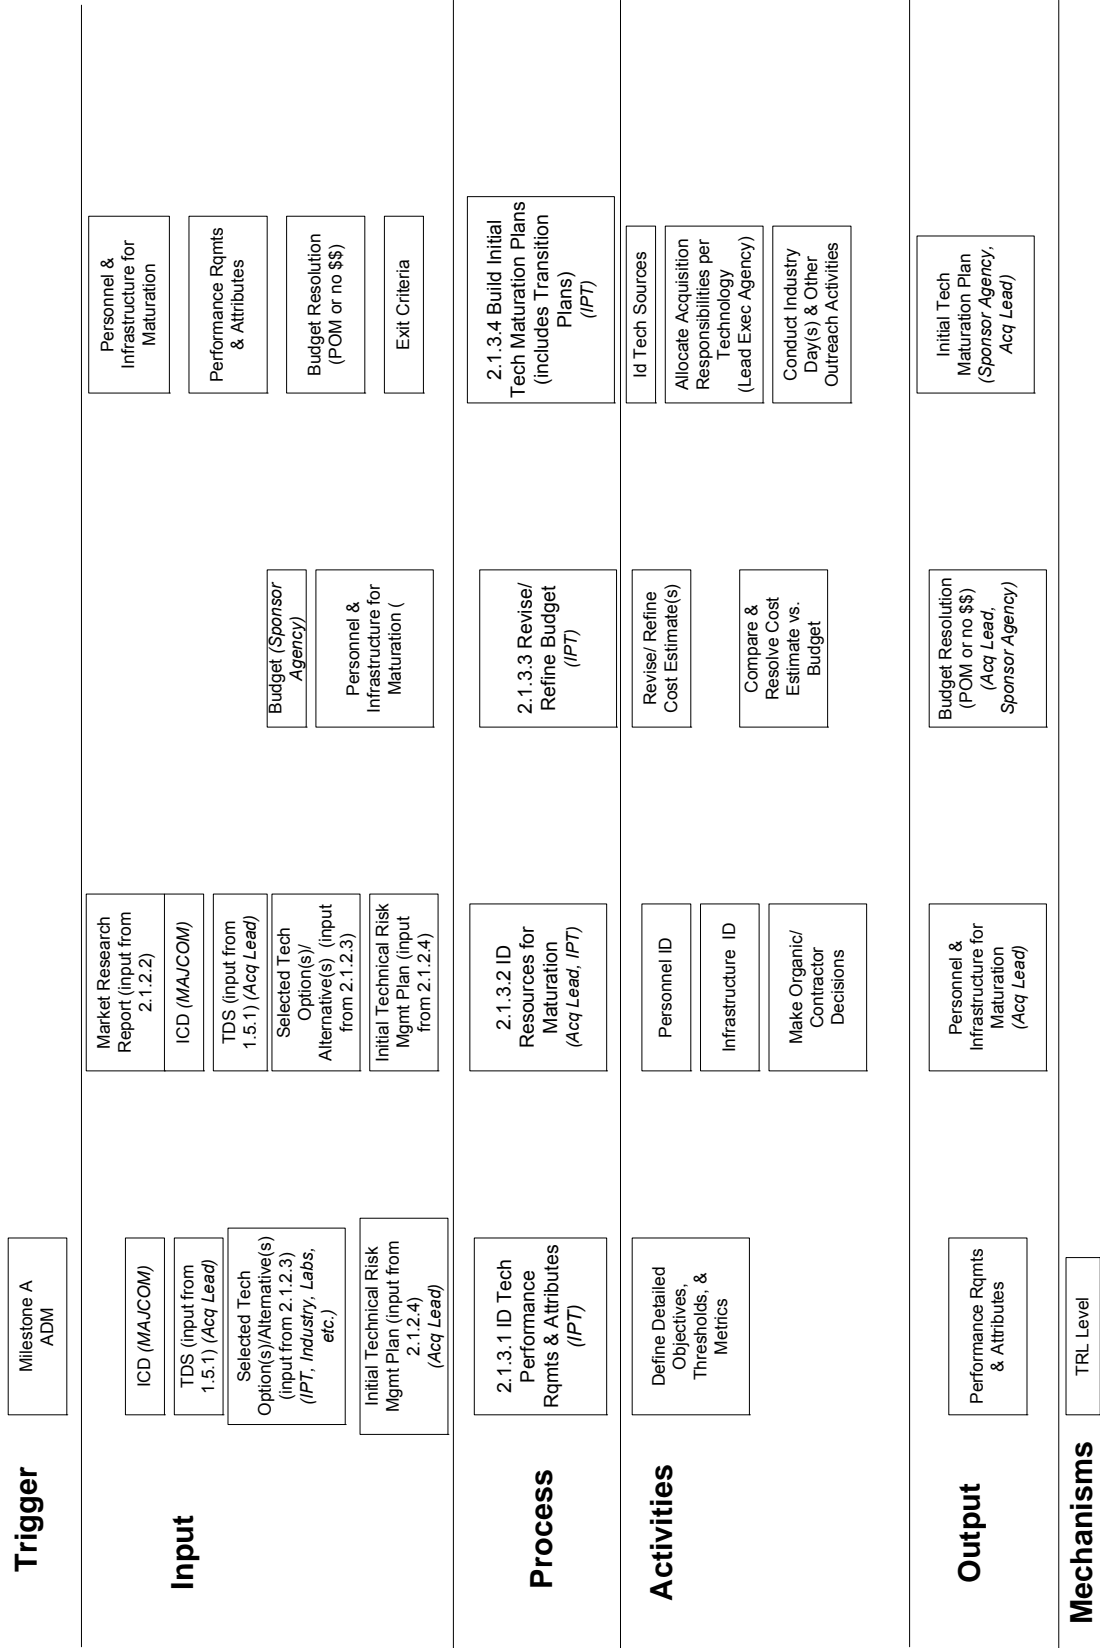 Trigger
Milestone A
ADM
Input
ICD (MAJCOM)
TDS (input from
1.5.1) (Acq Lead)
Selected Tech
Option(s)/Alternative(s)
(input from 2.1.2.3)
(IPT, Industry, Labs,
etc.)
Initial Technical Risk
Mgmt Plan (input from
2.1.2.4)
(Acq Lead)
Market Research
Report (input from
2.1.2.2)
ICD (MAJCOM)
TDS (input from
1.5.1) (Acq Lead)
Selected Tech
Option(s)/
Alternative(s) (input
from 2.1.2.3)
Initial Technical Risk
Mgmt Plan (input
from 2.1.2.4)
Budget (Sponsor
Agency)
Personnel &
Infrastructure for
Maturation (
Personnel &
Infrastructure for
Maturation
Performance Rqmts
& Attributes
Budget Resolution
(POM or no $$)
Exit Criteria
Process
2.1.3.1 ID Tech
Performance
Rqmts & Attributes
(IPT)
2.1.3.2 ID
Resources for
Maturation
(Acq Lead, IPT)
2.1.3.3 Revise/
Refine Budget
(IPT)
2.1.3.4 Build Initial
Tech Maturation Plans
(includes Transition
Plans)
(IPT)
Activities
Define Detailed
Objectives,
Thresholds, &
Metrics
Personnel ID
Infrastructure ID
Make Organic/
Contractor
Decisions
Revise/ Refine
Cost Estimate(s)
Compare &
Resolve Cost
Estimate vs.
Budget
Id Tech Sources
Allocate Acquisition
Responsibilities per
Technology
(Lead Exec Agency)
Conduct Industry
Day(s) & Other
Outreach Activities
Output
Performance Rqmts
& Attributes
Personnel &
Infrastructure for
Maturation
(Acq Lead)
Budget Resolution
(POM or no $$)
(Acq Lead,
Sponsor Agency)
Initial Tech
Maturation Plan
(Sponsor Agency,
Acq Lead)
Mechanisms
TRL Level